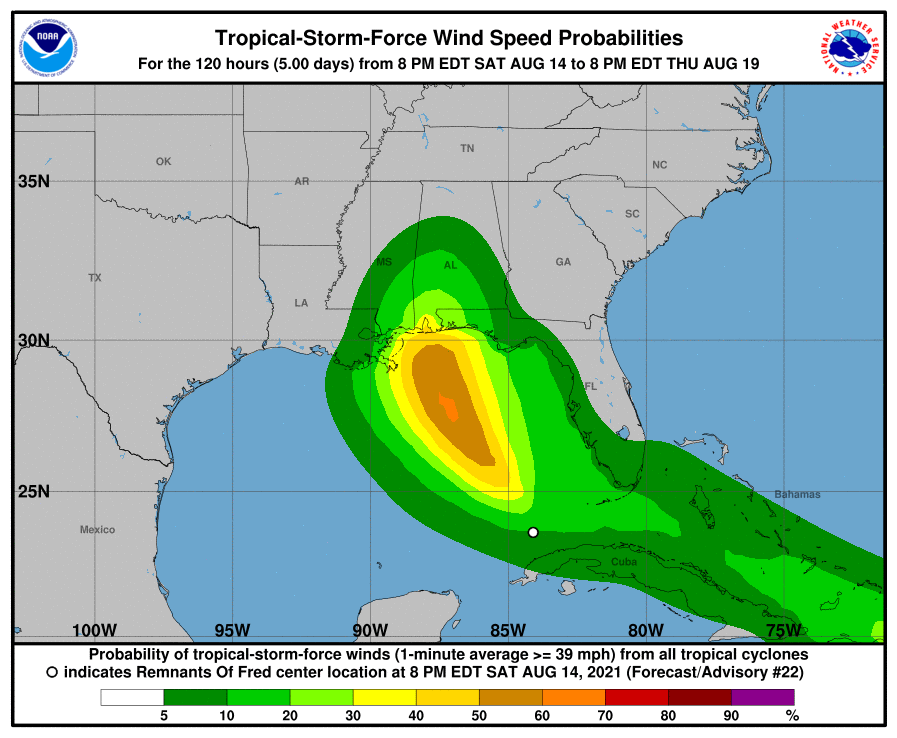 Tropical-Storm-Force Wind Speed Probabilities
For the 120 hours (5.00 days) from 8 PM EDT SAT AUG 14 to 8 PM EDT THU AUG 19
NOAA
NATIONAL WEATHER SERVICE
TN
OK
NC
AR
35N
SC
MS
AL
GA
TX
LA
30N
FL
25N
Bahamas
Mexico
Cuba
100W 95W 90W 85W 80W 75W
Probability of tropical-storm-force winds (1-minute average >= 39 mph) from all tropical cyclones
indicates Remnants Of Fred center location at 8 PM EDT SAT AUG 14, 2021 (Forecast/Advisory #22)
5 10 20 30 40 50 60 70 80 90 %